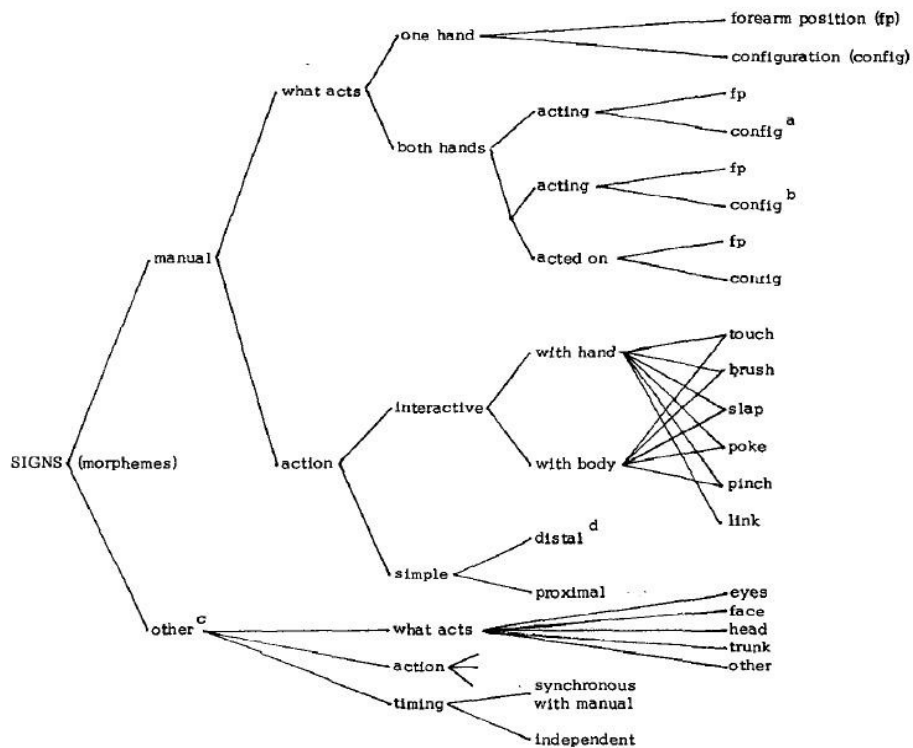 forearm position (fp)
one hand
configuration (config)
what acts
fp
acting
config a
both hands
fp
acting
config b
fp
manual
acted on
config
touch
with hand
brush
interactive
slap
SIGNS (morphemes)
action
with body
poke
pinch
link
distal d
simple
proximal
eyes
other c
what acts
face
head
trunk
action
other
synchronous
timing
with manual
independent